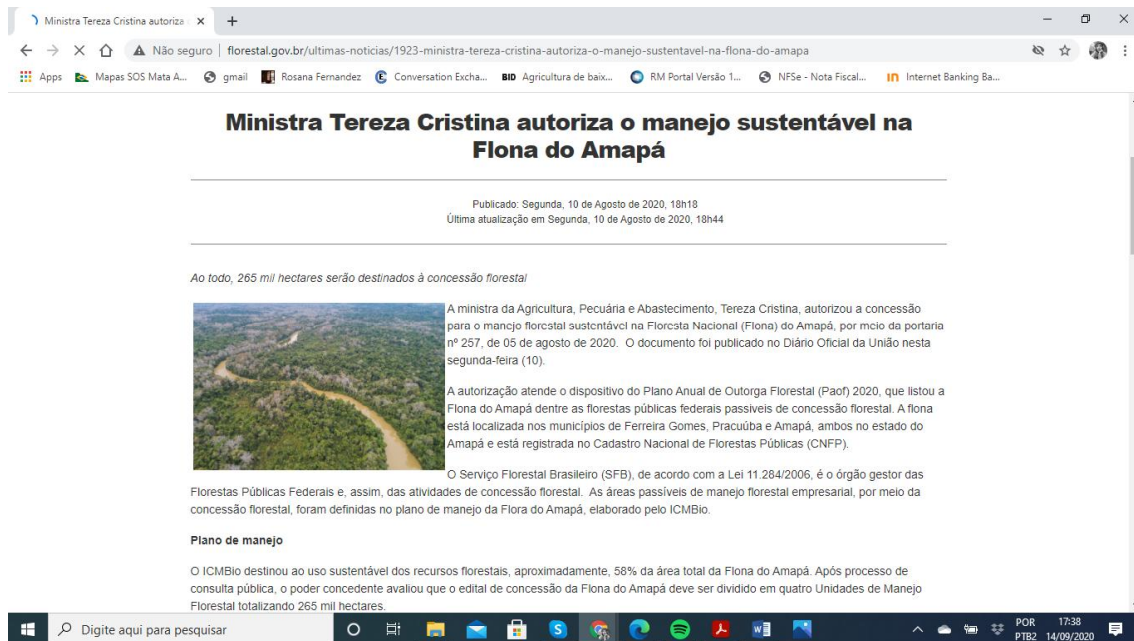 Ministra Tereza Cristina autoriza
Não seguro
florestal.gov.br/ultimas-noticias/1923-ministra-tereza-cristina-autoriza-o-manejo-sustentavel-na-flona-do-amapa
Apps Mapas SOS Mata A... gmail Rosana Fernandez Conversation Excha... BID Agricultura de baix... RM Portal Versão 1... NFSe - Nota Fiscal... Internet Banking Ba...
Ministra Tereza Cristina autoriza o manejo sustentável na
Flona do Amapá
Publicado: Segunda, 10 de Agosto de 2020, 18h18
Última atualização em Segunda, 10 de Agosto de 2020, 18h44
Ao todo, 265 mil hectares serão destinados à concessão florestal
A ministra da Agricultura, Pecuária e Abastecimento, Tereza Cristina, autorizou a concessão
para o manejo florestal sustentável na Floresta Nacional (Flona) do Amapá, por meio da portaria
nº 257, de 05 de agosto de 2020. O documento foi publicado no Diário Oficial da União nesta
segunda-feira (10).
A autorização atende o dispositivo do Plano Anual de Outorga Florestal (Paof) 2020, que listou a
Flona do Amapá dentre as florestas públicas federais passiveis de concessão florestal. A flona
está localizada nos municípios de Ferreira Gomes, Pracuúba e Amapá, ambos no estado do
Amapá e está registrada no Cadastro Nacional de Florestas Públicas (CNFP).
O Serviço Florestal Brasileiro (SFB), de acordo com a Lei 11.284/2006, é o órgão gestor das
Florestas Públicas Federais e, assim, das atividades de concessão florestal. As áreas passíveis de manejo florestal empresarial, por meio da
concessão florestal, foram definidas no plano de manejo da Flora do Amapá, elaborado pelo ICMBio.
Plano de manejo
O ICMBio destinou ao uso sustentável dos recursos florestais, aproximadamente, 58% da área total da Flona do Amapá. Após processo de
consulta pública, o poder concedente avaliou que o edital de concessão da Flona do Amapá deve ser dividido em quatro Unidades de Manejo
Florestal totalizando 265 mil hectares.
Digite aqui para pesquisar
POR 17:38
PTB2 14/09/2020